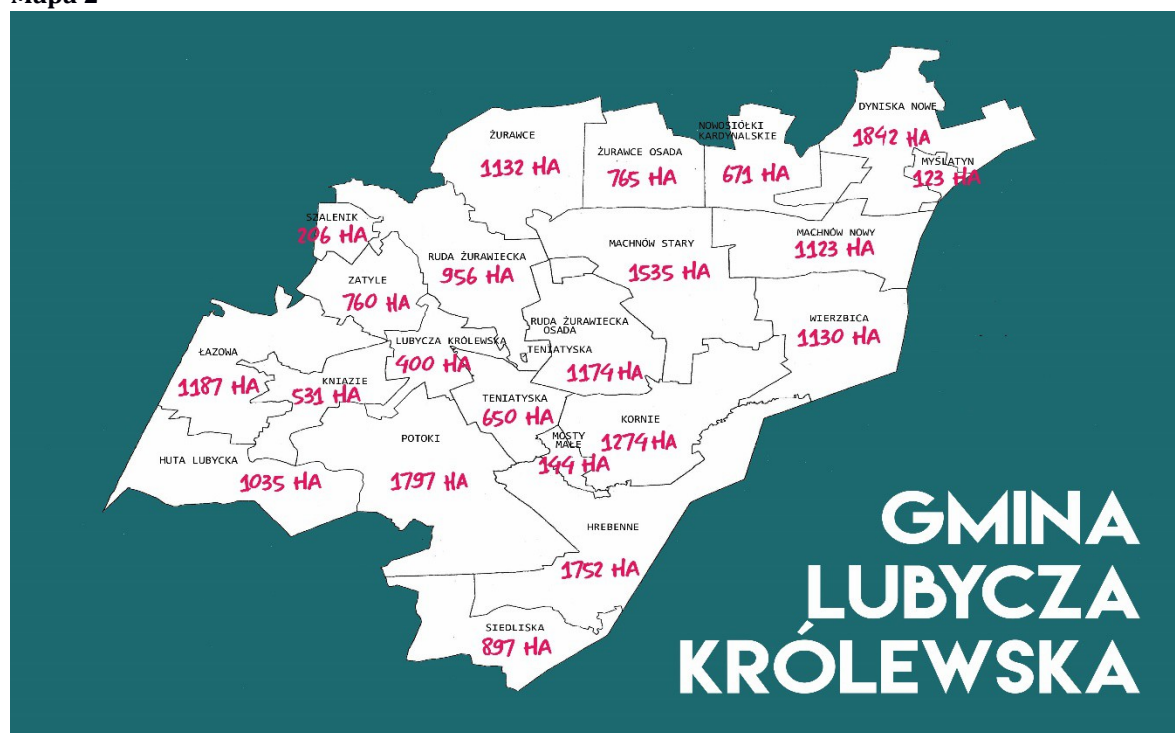 Mapa 2
DYNISKA NOWE
1842 HA
NOWOSIÓŁKI
KARDYNALSKIE
671 HA
ŻURAWCE
1132 HA
ŻURAWCE OSADA
765 HA
MYŚLATYN
123 HA
SZALENIK
206 HA
MACHNÓW NOWY
1123 HA
MACHNÓW STARY
1535 HA
RUDA ŻURAWIECKA
956 HA
ZATYLE
760 HA
WIERZBICA
1130 HA
RUDA ŻURAWIECKA
OSADA
LUBYCZA KRÓLEWSKA
400 HA
TENIATYSKA
1174 HA
ŁAZOWA
1187 HA
KNIAZIE
531 HA
TENIATYSKA
650 HA
KORNIE
1274 HA
MOSTY
MAŁE
144 HA
POTOKI
1797 HA
HUTA LUBYCKA
1035 HA
HREBENNE
1752 HA
SIEDLISKA
897 HA
GMINA
LUBYCZA
KRÓLEWSKA